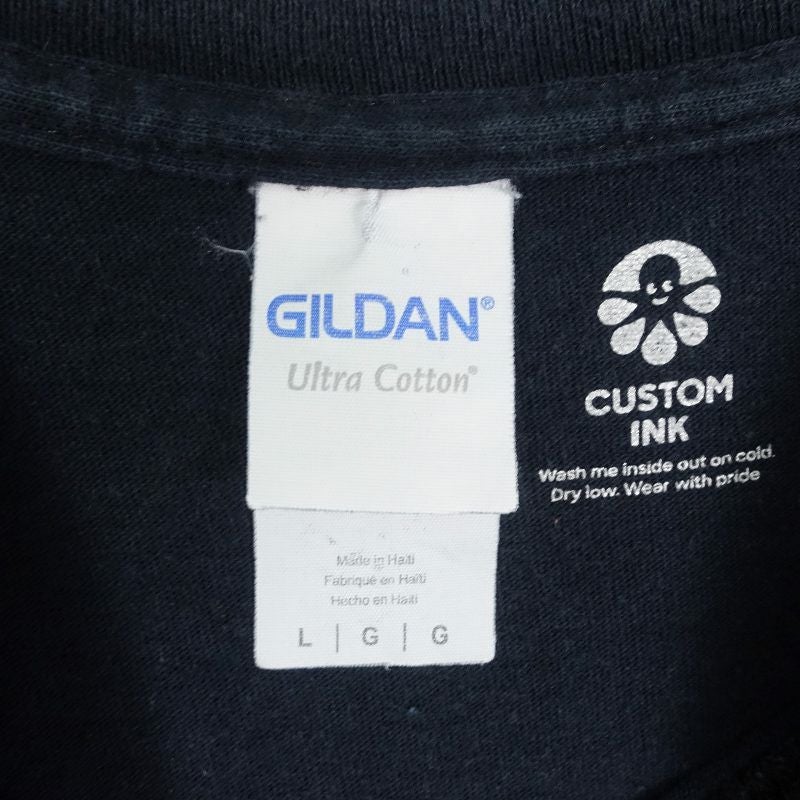 GILDAN®
Ultra Cotton®
Made in Haiti
Fabriqué en Haïti
Hecho en Haiti
L | G | G
CUSTOM
INK
Wash me inside out on cold.
Dry low. Wear with pride